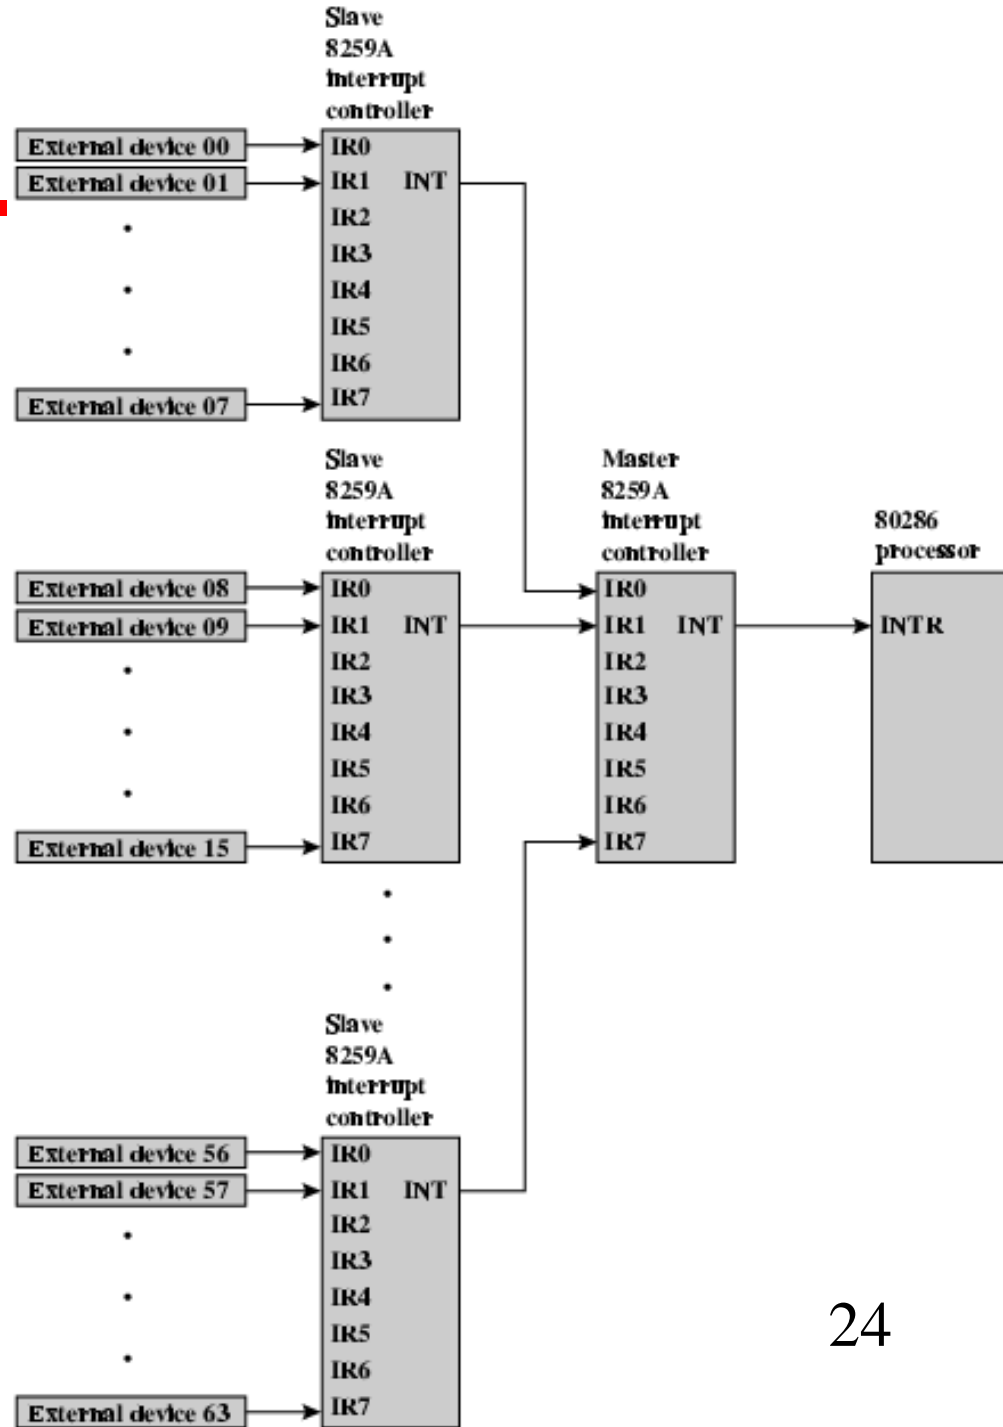 Slave
8259A
interrupt
controller
External device 00
IR0
External device 01
IR1 INT
IR2
IR3
IR4
IR5
IR6
External device 07
IR7
Slave
8259A
interrupt
controller
Master
8259A
interrupt
controller
80286
processor
External device 08
IR0
IR0
External device 09
IR1 INT
IR1 INT
INTR
IR2
IR2
IR3
IR3
IR4
IR4
IR5
IR5
IR6
IR6
External device 15
IR7
IR7
Slave
8259A
interrupt
controller
External device 56
IR0
External device 57
IR1 INT
IR2
IR3
IR4
IR5
IR6
External device 63
IR7
24